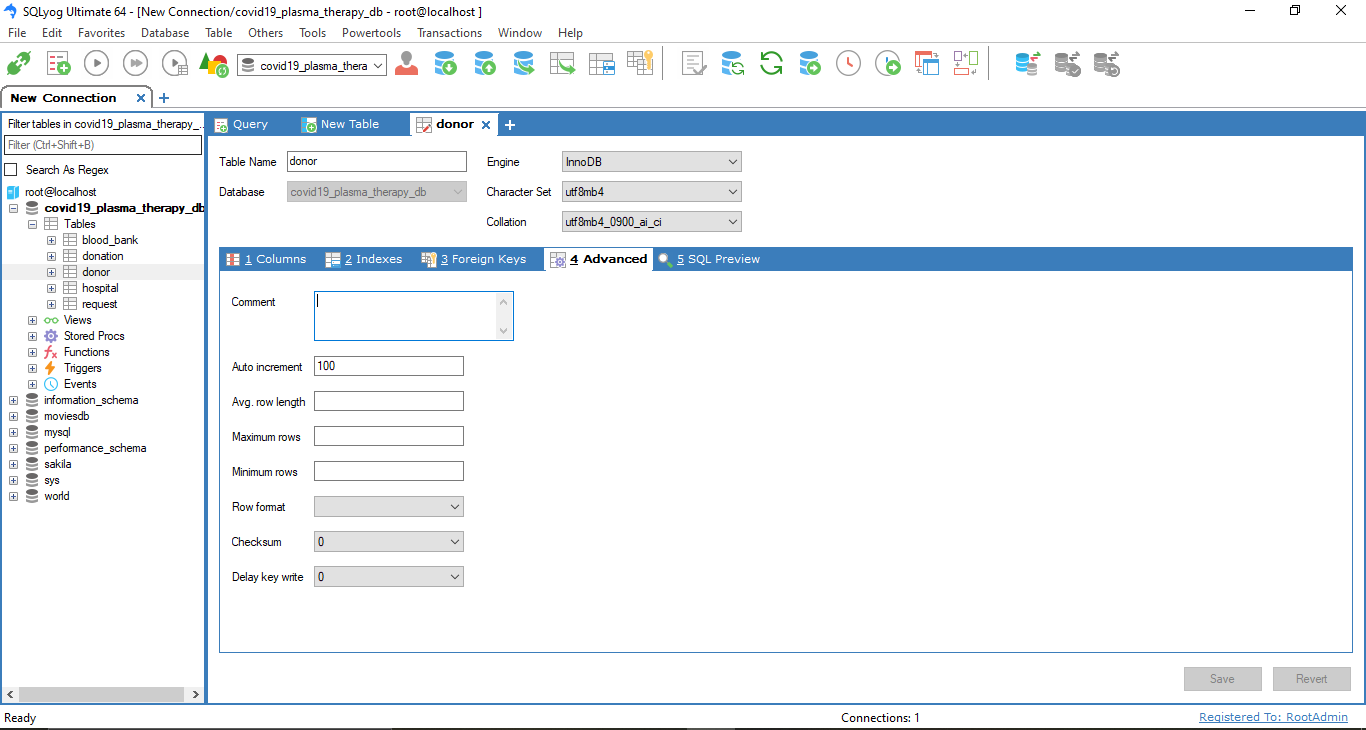 SQLyog Ultimate 64 - [New Connection/covid19_plasma_therapy_db - root@localhost ]
File Edit Favorites Database Table Others Tools Powertools Transactions Window Help
covid19_plasma_thera
New Connection
Filter tables in covid19_plasma_therapy_...
Filter (Ctrl+Shift+B)
Search As Regex
root@localhost
covid19_plasma_therapy_db
Tables
blood_bank
donation
donor
hospital
request
Views
Stored Procs
Functions
Triggers
Events
information_schema
moviesdb
mysql
performance_schema
sakila
sys
world
Query New Table donor
Table Name donor Engine InnoDB
Database covid19_plasma_therapy_db Character Set utf8mb4
Collation utf8mb4_0900_ai_ci
1 Columns 2 Indexes 3 Foreign Keys 4 Advanced 5 SQL Preview
Comment
Auto increment 100
Avg. row length
Maximum rows
Minimum rows
Row format
Checksum 0
Delay key write 0
Save Revert
Ready Connections: 1 Registered To: RootAdmin